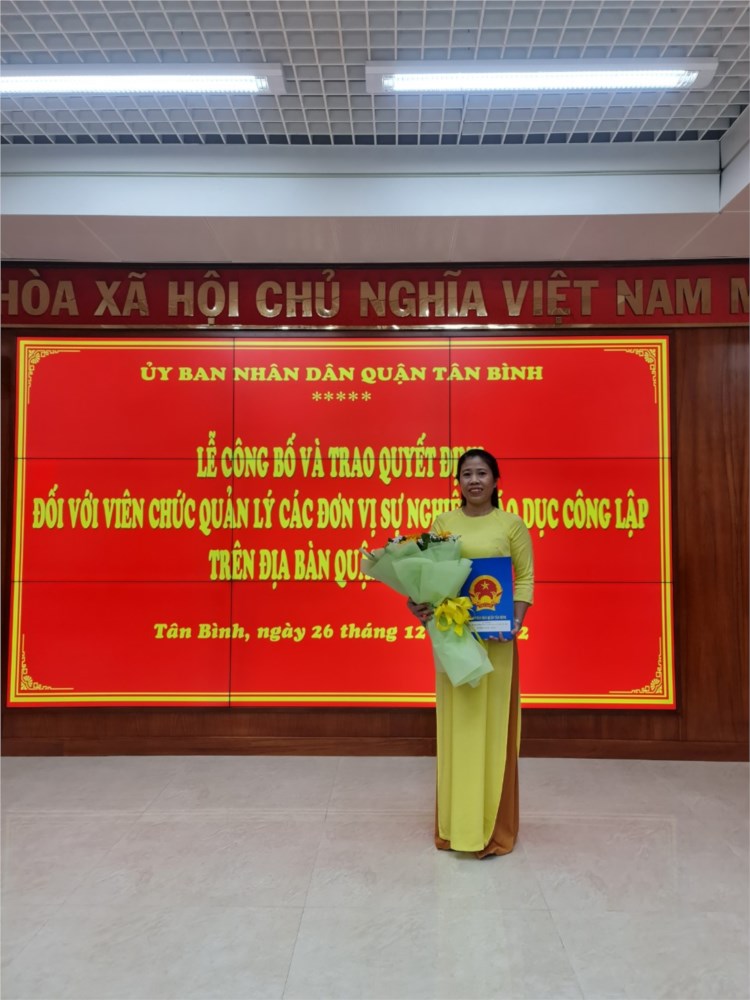 HÒA XÃ HỘI CHỦ NGHĨA VIỆT NAM
ỦY BAN NHÂN DÂN QUẬN TÂN BÌNH
*****
LỄ CÔNG BỐ VÀ TRAO QUYẾT
ĐỐI VỚI VIÊN CHỨC QUẢN LÝ CÁC ĐƠN VỊ SỰ DỤC CÔNG LẬP
TRÊN ĐỊA BÀN
Tân Bình, ngày 26 tháng 12